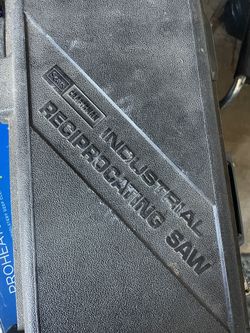 SEARS
CRAFTSMAN
INDUSTRIAL
RECIPROCATING SAW
PROHEAT